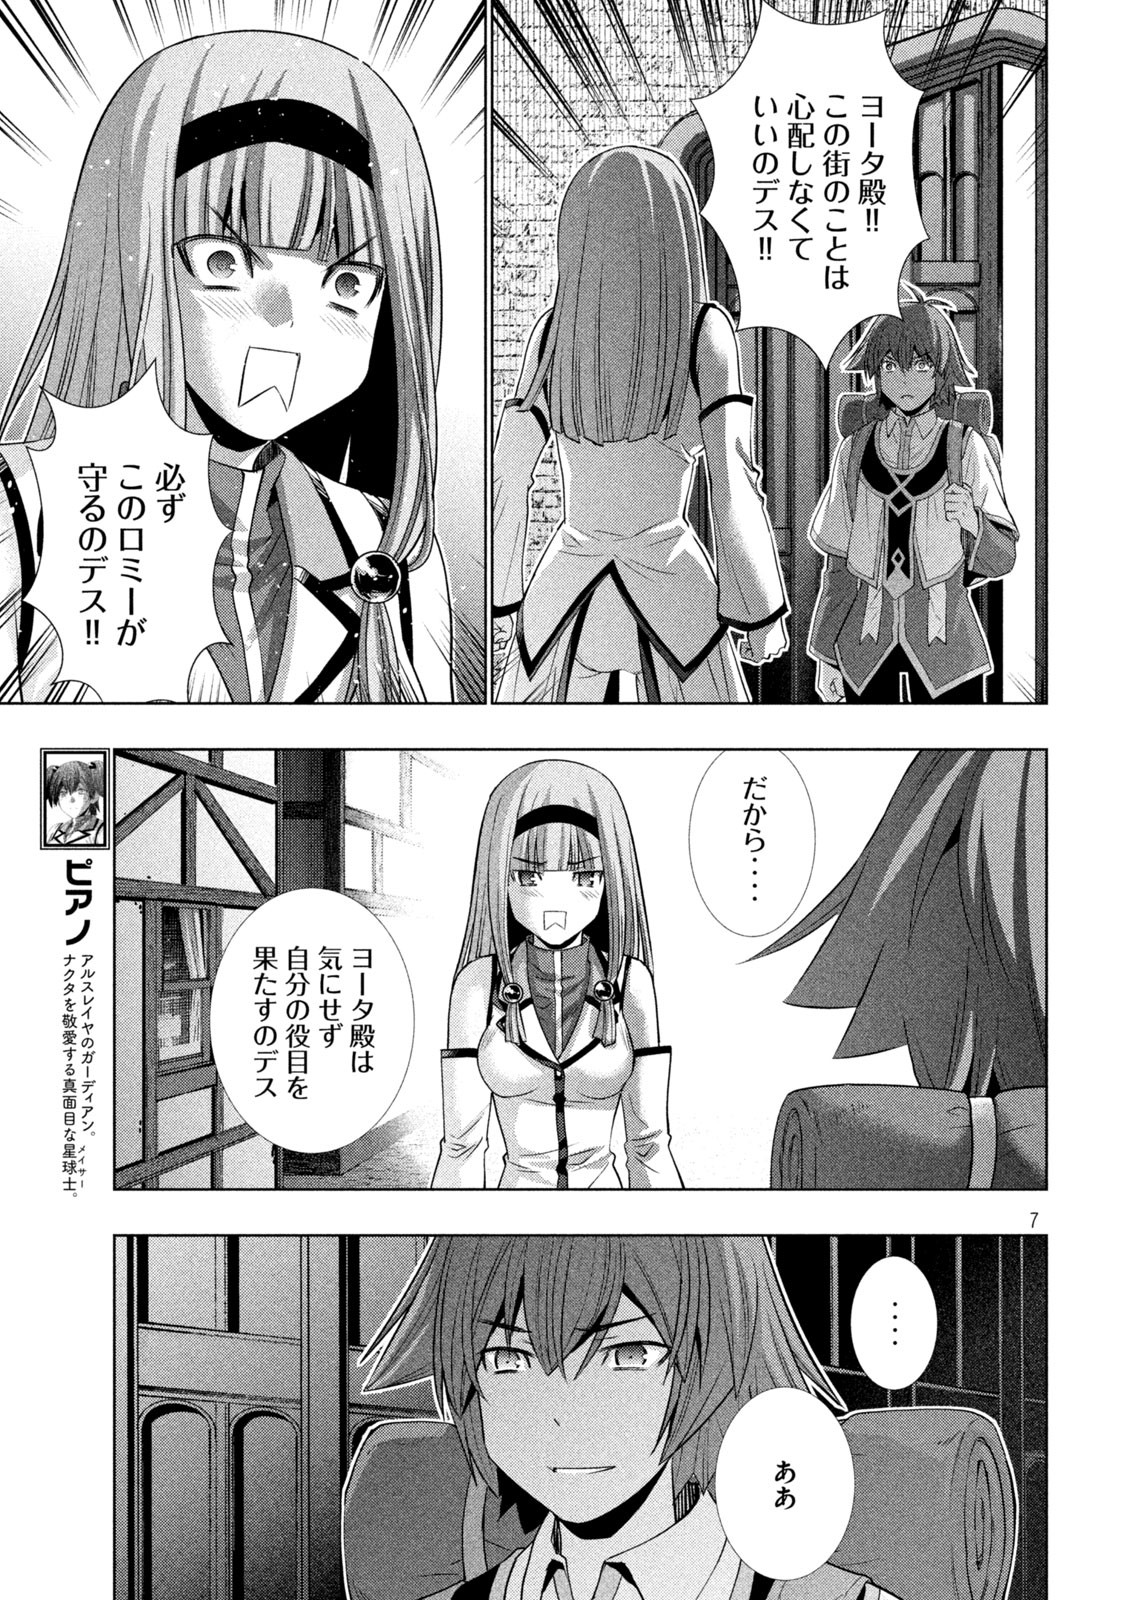 ヨータ殿!!
この街のことは
心配しなくて
いいのデス!!
必ず
このロミーが
守るのデス!!
だから‥‥
ヨータ殿は
気にせず
自分の役目を
果たすのデス
ピアノ
アルスレイヤのガーディアン。
ナクタを敬愛する真面目な星球士。
メイサー
7
‥‥
ああ